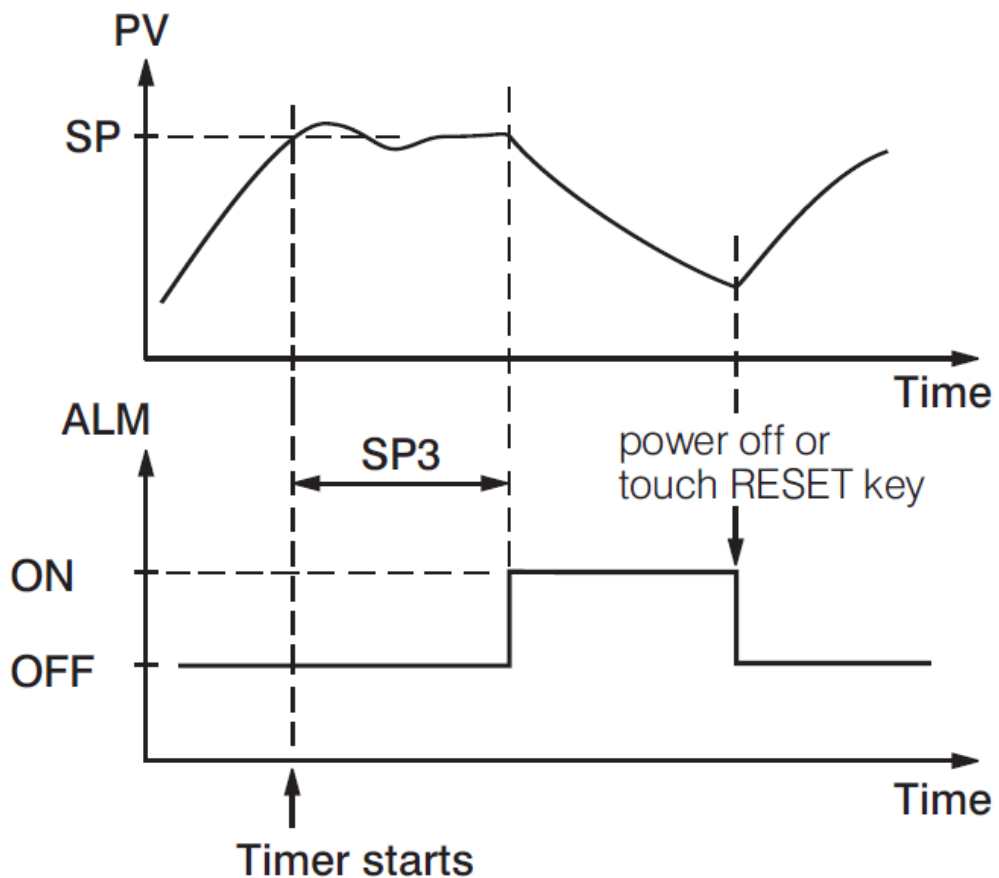 PV
SP
Time
ALM
SP3
power off or
touch RESET key
ON
OFF
Time
Timer starts